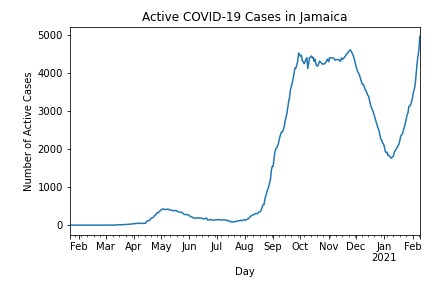 Active COVID-19 Cases in Jamaica
5000
4000
3000
2000
1000
0
Number of Active Cases
Feb Mar Apr May Jun Jul Aug Sep Oct Nov Dec Jan Feb
2021
Day